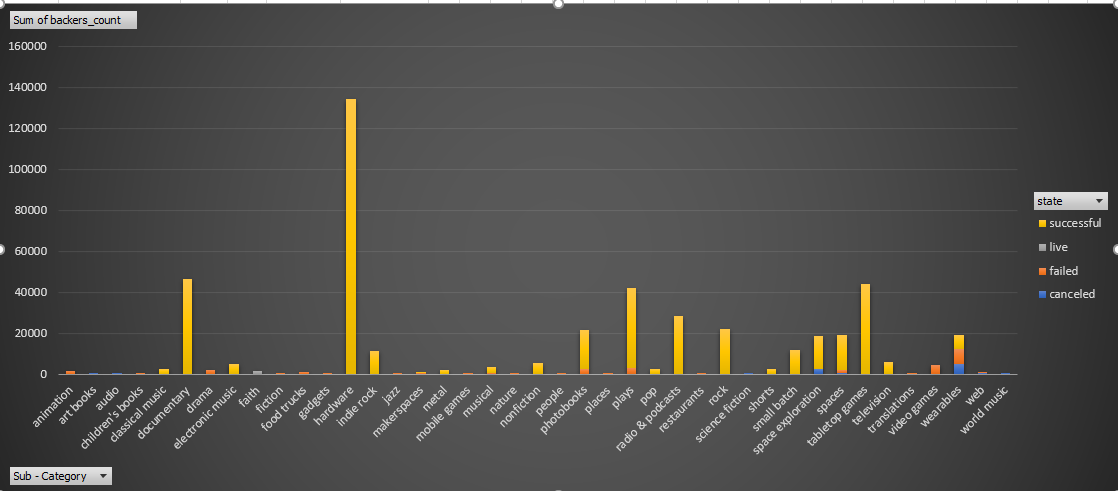 Sum of backers_count
160000
140000
120000
100000
80000
60000
40000
20000
0
animation
art books
audio
children's books
classical music
documentary
drama
electronic music
faith
fiction
food trucks
gadgets
hardware
indie rock
jazz
makerspaces
metal
mobile games
musical
nature
nonfiction
people
photobooks
places
plays
pop
radio & podcasts
restaurants
rock
science fiction
shorts
small batch
space exploration
spaces
tabletop games
television
translations
video games
wearables
web
world music
state
successful
live
failed
canceled
Sub - Category